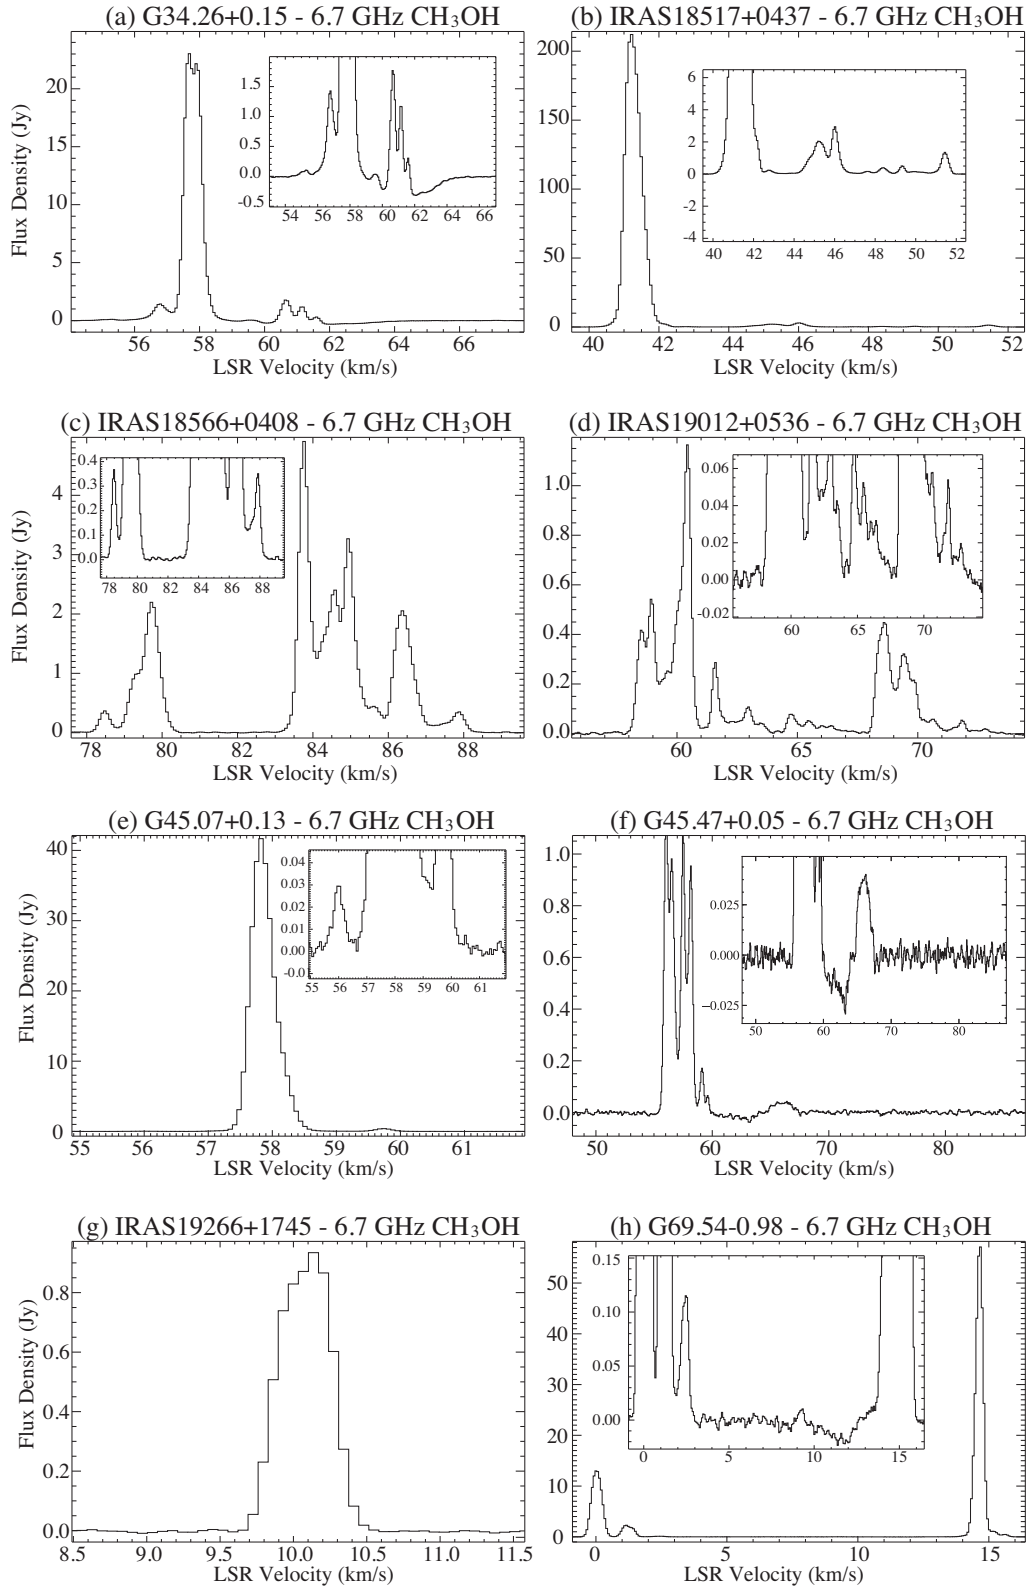 (a) G34.26+0.15 - 6.7 GHz CH₃OH
(b) IRAS18517+0437 - 6.7 GHz CH₃OH
Flux Density (Jy)
20
15
10
5
0
1.5
1.0
0.5
0.0
-0.5
54 56 58 60 62 64 66
56 58 60 62 64 66
LSR Velocity (km/s)
200
150
100
50
0
6
4
2
0
-2
-4
40 42 44 46 48 50 52
40 42 44 46 48 50 52
LSR Velocity (km/s)
(c) IRAS18566+0408 - 6.7 GHz CH₃OH
(d) IRAS19012+0536 - 6.7 GHz CH₃OH
Flux Density (Jy)
4
3
2
1
0
0.4
0.3
0.2
0.1
0.0
78 80 82 84 86 88
78 80 82 84 86 88
LSR Velocity (km/s)
1.0
0.8
0.6
0.4
0.2
0.0
0.06
0.04
0.02
0.00
-0.02
60 65 70
60 65 70
LSR Velocity (km/s)
(e) G45.07+0.13 - 6.7 GHz CH₃OH
(f) G45.47+0.05 - 6.7 GHz CH₃OH
Flux Density (Jy)
40
30
20
10
0
0.04
0.03
0.02
0.01
0.00
-0.0
55 56 57 58 59 60 61
55 56 57 58 59 60 61
LSR Velocity (km/s)
1.0
0.8
0.6
0.4
0.2
0.0
0.025
0.000
−0.025
50 60 70 80
50 60 70 80
LSR Velocity (km/s)
(g) IRAS19266+1745 - 6.7 GHz CH₃OH
(h) G69.54-0.98 - 6.7 GHz CH₃OH
Flux Density (Jy)
0.8
0.6
0.4
0.2
0.0
8.5 9.0 9.5 10.0 10.5 11.0 11.5
LSR Velocity (km/s)
50
40
30
20
10
0
0.15
0.10
0.05
0.00
0 5 10 15
0 5 10 15
LSR Velocity (km/s)